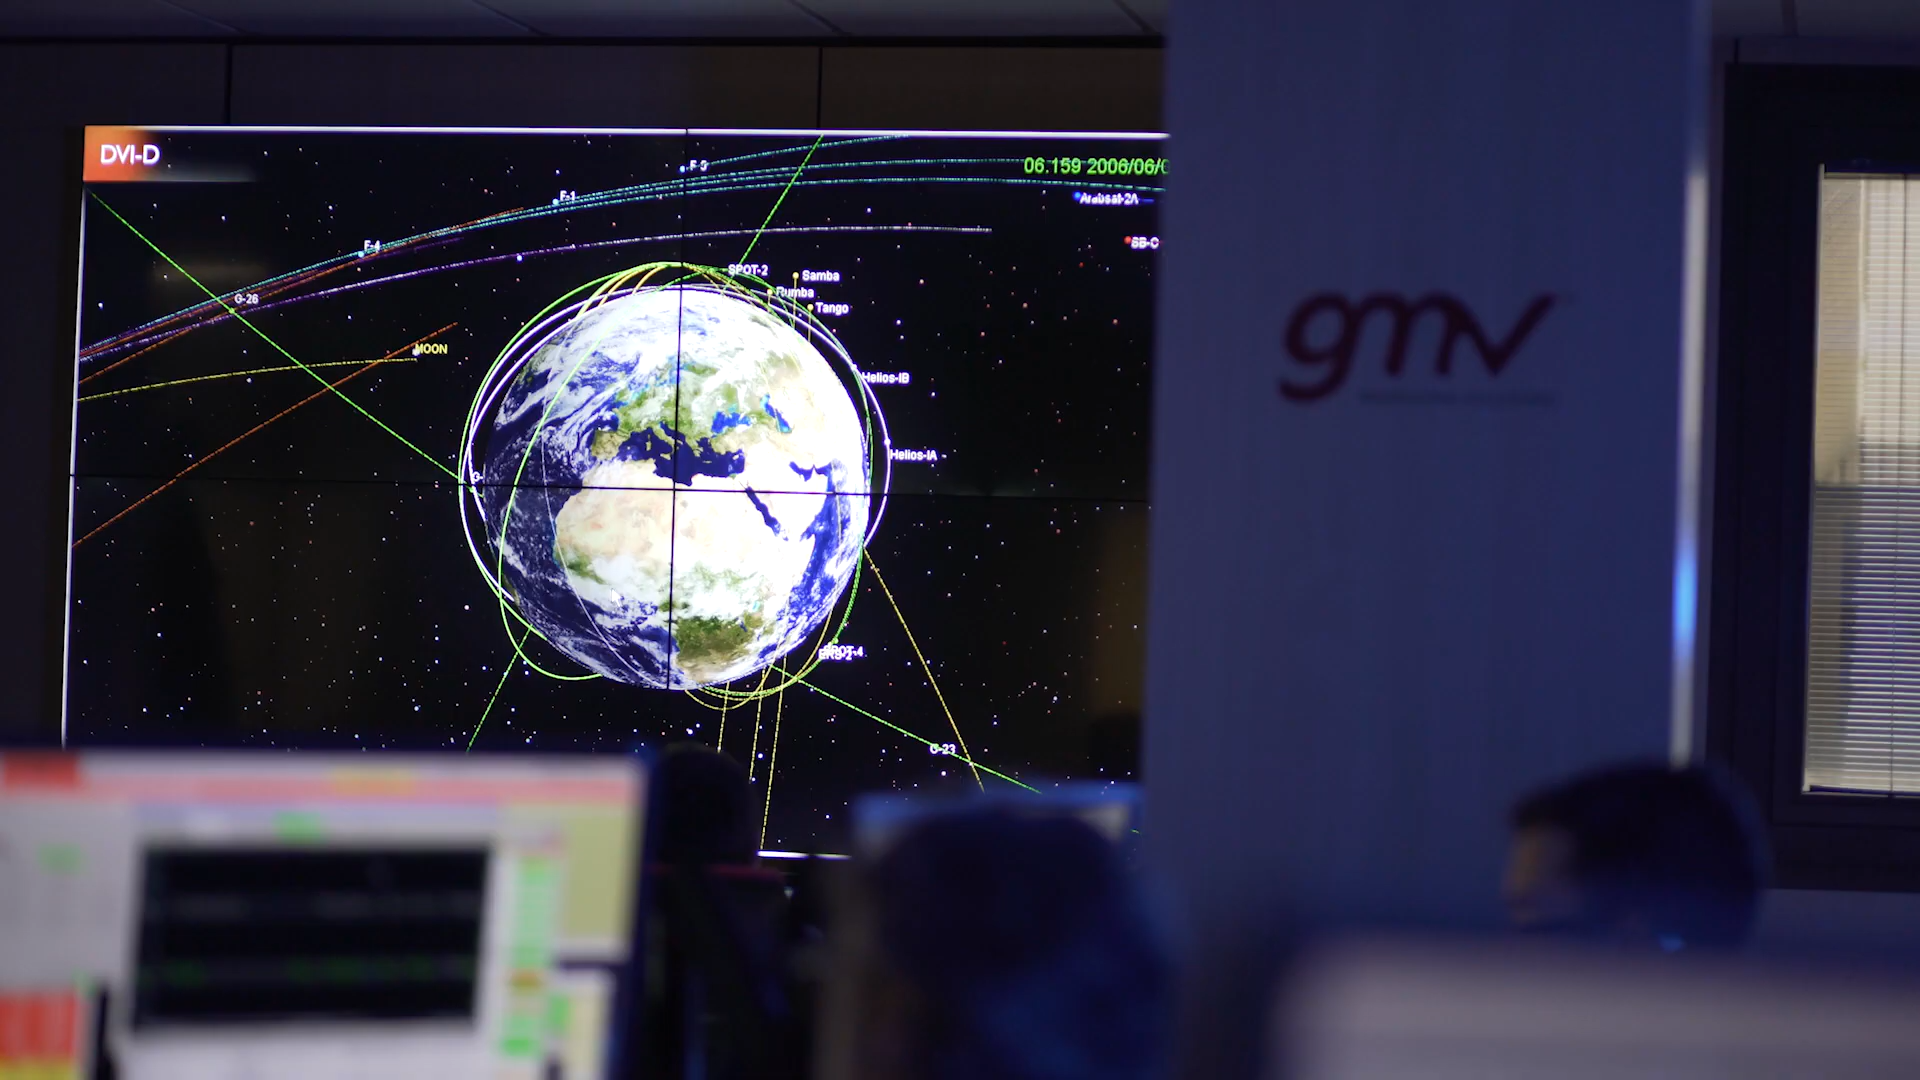 DVI-D
06.159 2006/06/0
F-3
Arabsat-2A
F-1
F-4
BB-C
SPOT-2
Samba
Rumba
G-26
Tango
MOON
Helios-IB
Helios-IA
G-
SPOT-4
G-23
gmv